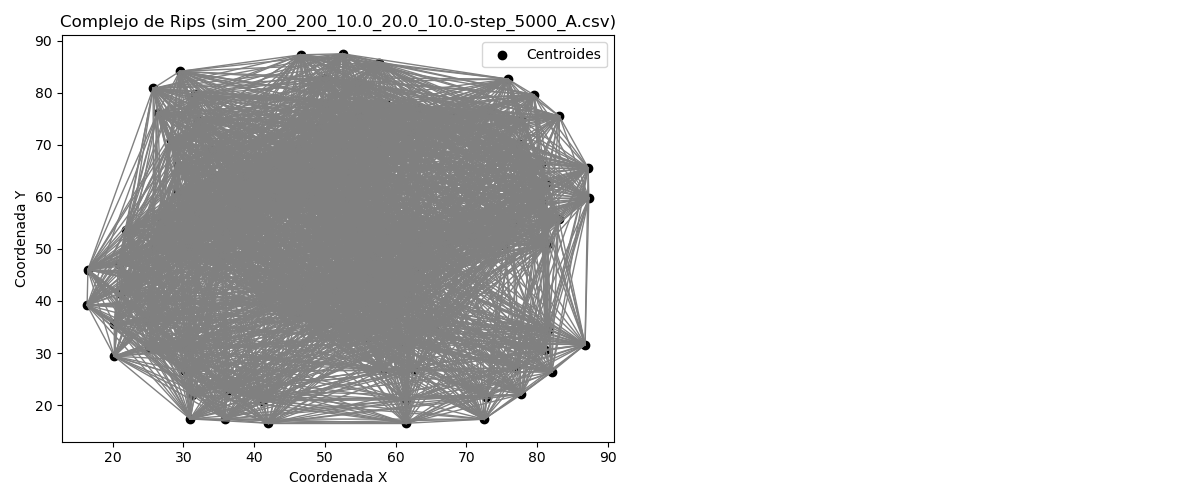 Complejo de Rips (sim_200_200_10.0_20.0_10.0-step_5000_A.csv)
90
80
70
60
50
40
30
20
Coordenada Y
Centroides
20 30 40 50 60 70 80 90
Coordenada X